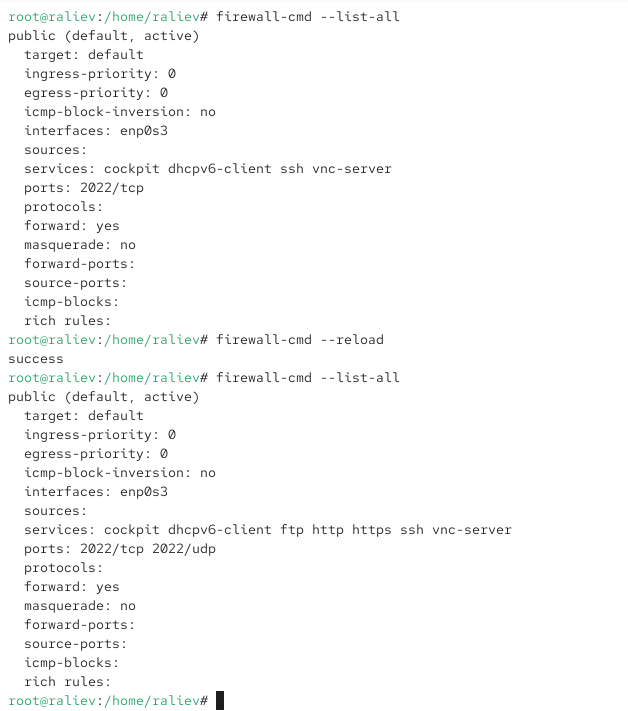 root@raliev:/home/raliev# firewall-cmd --list-all
public (default, active)
  target: default
  ingress-priority: 0
  egress-priority: 0
  icmp-block-inversion: no
  interfaces: enp0s3
  sources:
  services: cockpit dhcpv6-client ssh vnc-server
  ports: 2022/tcp
  protocols:
  forward: yes
  masquerade: no
  forward-ports:
  source-ports:
  icmp-blocks:
  rich rules:
root@raliev:/home/raliev# firewall-cmd --reload
success
root@raliev:/home/raliev# firewall-cmd --list-all
public (default, active)
  target: default
  ingress-priority: 0
  egress-priority: 0
  icmp-block-inversion: no
  interfaces: enp0s3
  sources:
  services: cockpit dhcpv6-client ftp http https ssh vnc-server
  ports: 2022/tcp 2022/udp
  protocols:
  forward: yes
  masquerade: no
  forward-ports:
  source-ports:
  icmp-blocks:
  rich rules:
root@raliev:/home/raliev#